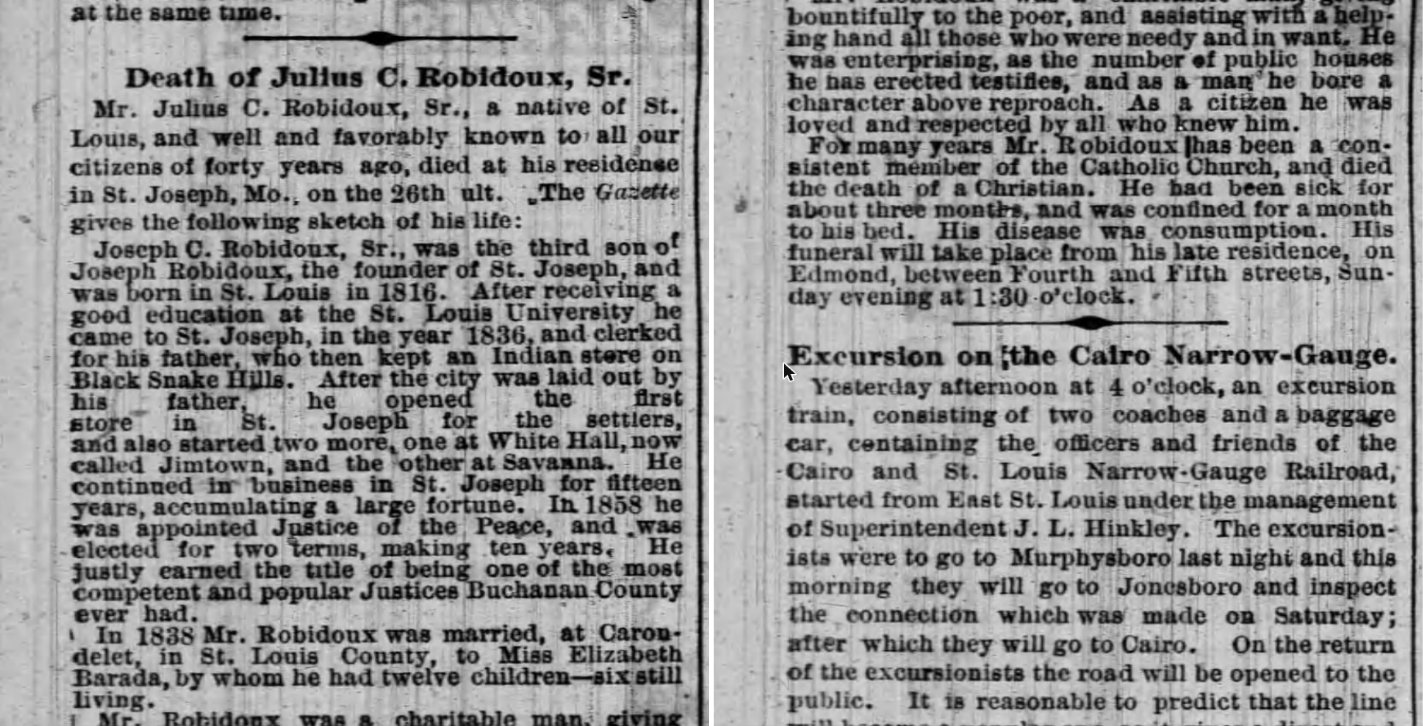 at the same time.
Death of Julius C. Robidoux, Sr.
Mr. Julius C. Robidoux, Sr., a native of St.
Louis, and well and favorably known to all our
citizens of forty years ago, died at his residense
in St. Joseph, Mo., on the 26th ult. The Gazette
gives the following sketch of his life:
Joseph C. Robidoux, Sr., was the third son of
Joseph Robidoux, the founder of St. Joseph, and
was born in St. Louis in 1816. After receiving a
good education at the St. Louis University he
came to St. Joseph, in the year 1836, and clerked
for his father, who then kept an Indian store on
Black Snake Hills. After the city was laid out by
his father, he opened the first
store in St. Joseph for the settlers,
and also started two more, one at White Hall, now
called Jimtown, and the other at Savanna. He
continued in business in St. Joseph for fifteen
years, accumulating a large fortune. In 1858 he
was appointed Justice of the Peace, and was
elected for two terms, making ten years. He
justly earned the title of being one of the most
competent and popular Justices Buchanan County
ever had.
In 1838 Mr. Robidoux was married, at Caron-
delet, in St. Louis County, to Miss Elizabeth
Barada, by whom he had twelve children—six still
living.
Mr. Robidoux was a charitable man, giving
bountifully to the poor, and assisting with a help-
ing hand all those who were needy and in want. He
was enterprising, as the number of public houses
he has erected testifies, and as a man he bore a
character above reproach. As a citizen he was
loved and respected by all who knew him.
For many years Mr. Robidoux has been a con-
sistent member of the Catholic Church, and died
the death of a Christian. He had been sick for
about three months, and was confined for a month
to his bed. His disease was consumption. His
funeral will take place from his late residence, on
Edmond, between Fourth and Fifth streets, Sun-
day evening at 1:30 o'clock.
Excursion on the Cairo Narrow-Gauge.
Yesterday afternoon at 4 o'clock, an excursion
train, consisting of two coaches and a baggage
car, containing the officers and friends of the
Cairo and St. Louis Narrow-Gauge Railroad,
started from East St. Louis under the management
of Superintendent J. L. Hinkley. The excursion-
ists were to go to Murphysboro last night and this
morning they will go to Jonesboro and inspect
the connection which was made on Saturday;
after which they will go to Cairo. On the return
of the excursionists the road will be opened to the
public. It is reasonable to predict that the line